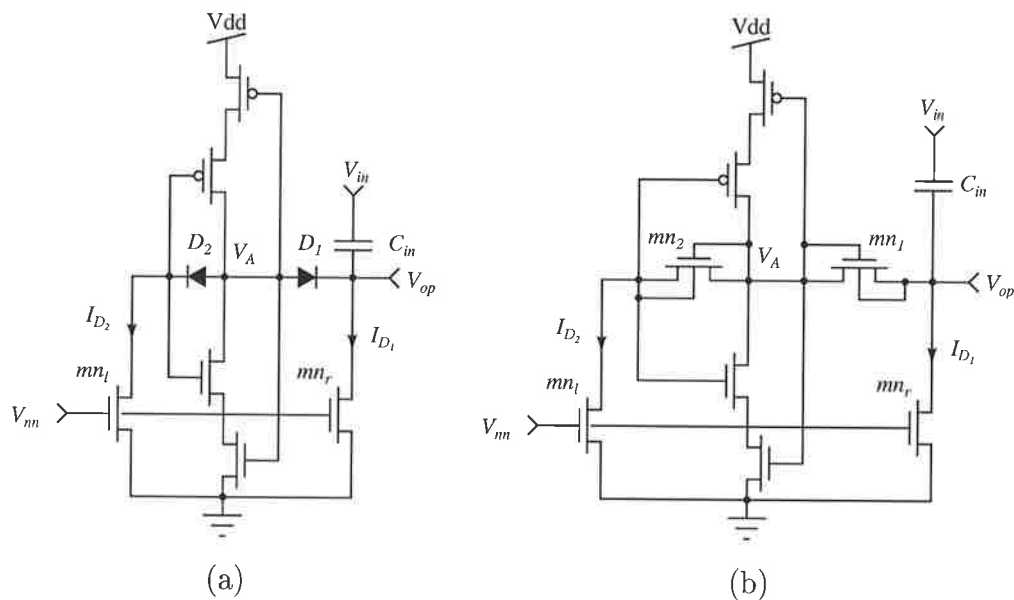 Vdd
V_in
C_in
D_2
V_A
D_1
V_op
I_D2
I_D1
mn_l
mn_r
V_nn
(a)
Vdd
V_in
C_in
mn_2
V_A
mn_1
V_op
I_D2
I_D1
mn_l
mn_r
V_nn
(b)